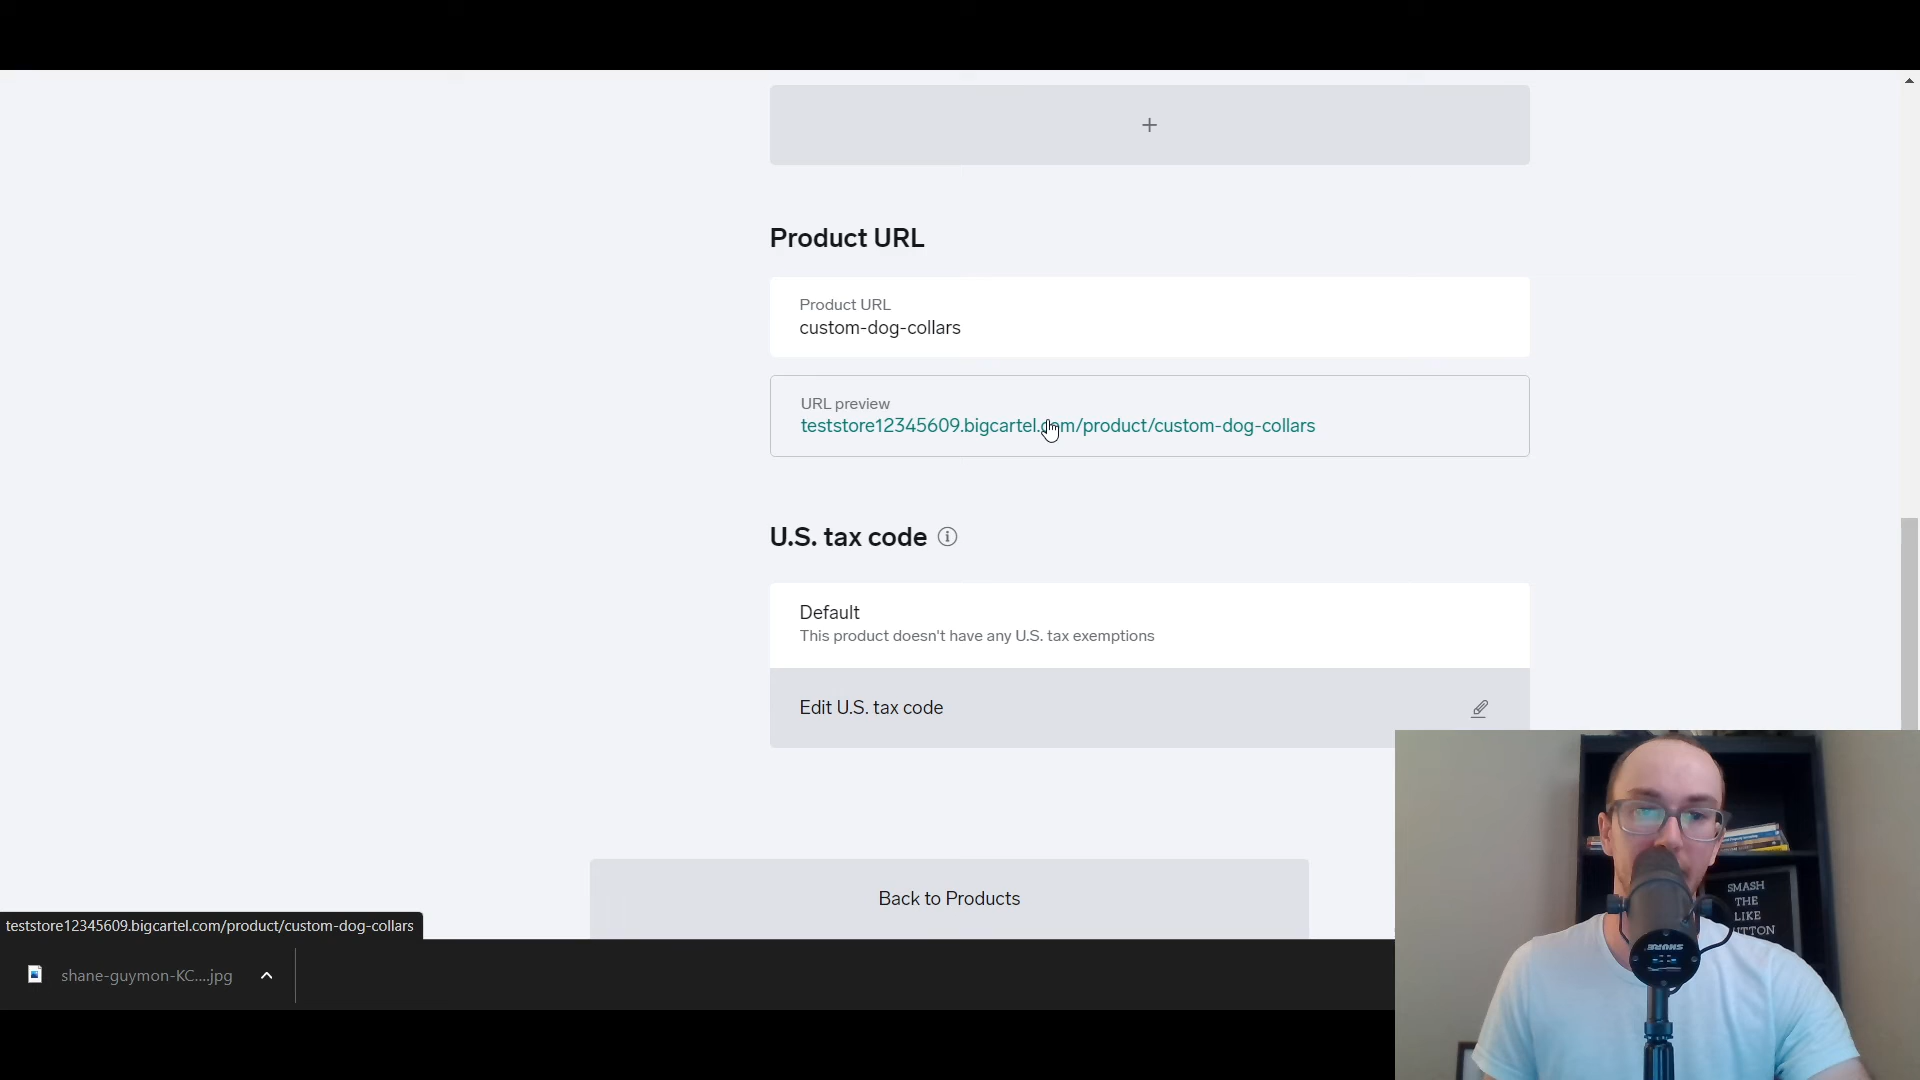 Product URL
Product URL
custom-dog-collars
URL preview
teststore12345609.bigcartel.com/product/custom-dog-collars
U.S. tax code
Default
This product doesn't have any U.S. tax exemptions
Edit U.S. tax code
Back to Products
teststore12345609.bigcartel.com/product/custom-dog-collars
shane-guymon-KC....jpg
SMASH
THE
LIKE
SHURE